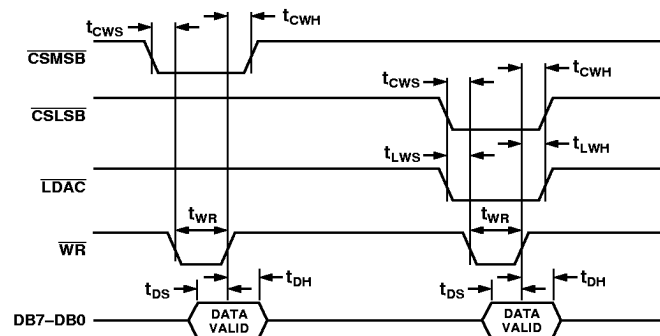 tCWS
tCWH
CSMSB
tCWS
tCWH
CSLSB
tLWS
tLWH
LDAC
tWR
tWR
WR
tDS
tDH
tDS
tDH
DB7–DB0
DATA
VALID
DATA
VALID